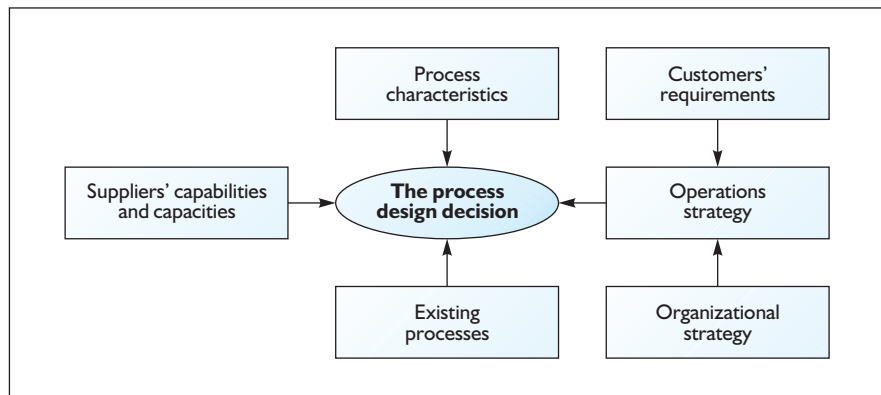 Process
characteristics
Customers’
requirements
Suppliers’ capabilities
and capacities
The process
design decision
Operations
strategy
Existing
processes
Organizational
strategy